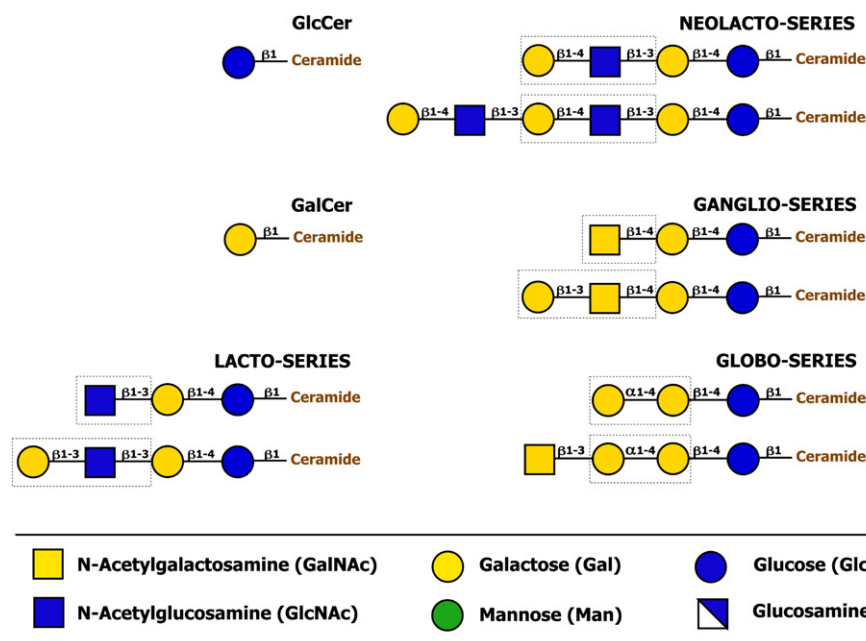 GlcCer
β1 Ceramide
NEOLACTO-SERIES
β1-4 β1-3 β1-4 β1 Ceramide
β1-4 β1-3 β1-4 β1-3 β1-4 β1 Ceramide
GalCer
β1 Ceramide
GANGLIO-SERIES
β1-4 β1-4 β1 Ceramide
β1-3 β1-4 β1-4 β1 Ceramide
LACTO-SERIES
β1-3 β1-4 β1 Ceramide
β1-3 β1-3 β1-4 β1 Ceramide
GLOBO-SERIES
α1-4 β1-4 β1 Ceramide
β1-3 α1-4 β1-4 β1 Ceramide
N-Acetylgalactosamine (GalNAc)
Galactose (Gal)
Glucose (Glc
N-Acetylglucosamine (GlcNAc)
Mannose (Man)
Glucosamine